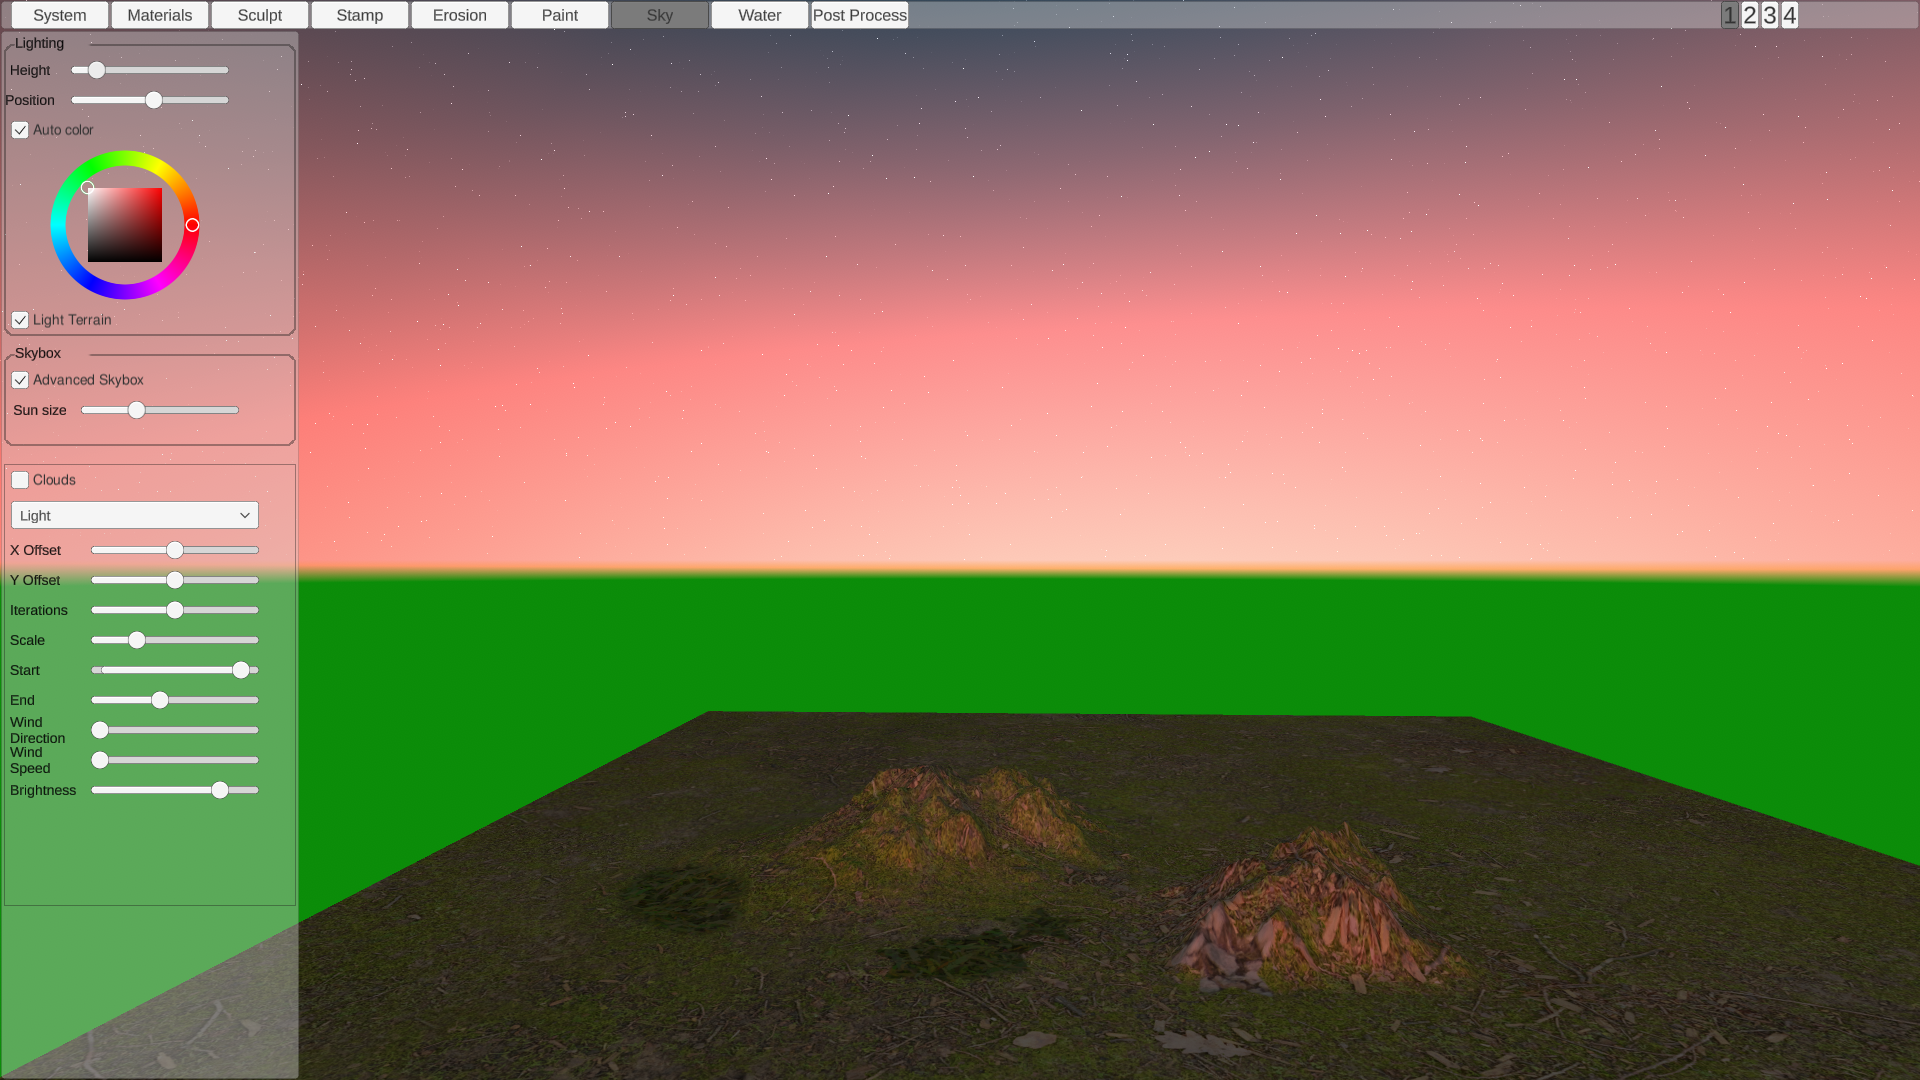 System Materials Sculpt Stamp Erosion Paint Sky Water Post Process 1 2 3 4
Lighting
Height
Position
Auto color
Light Terrain
Skybox
Advanced Skybox
Sun size
Clouds
Light
X Offset
Y Offset
Iterations
Scale
Start
End
Wind
Direction
Wind
Speed
Brightness